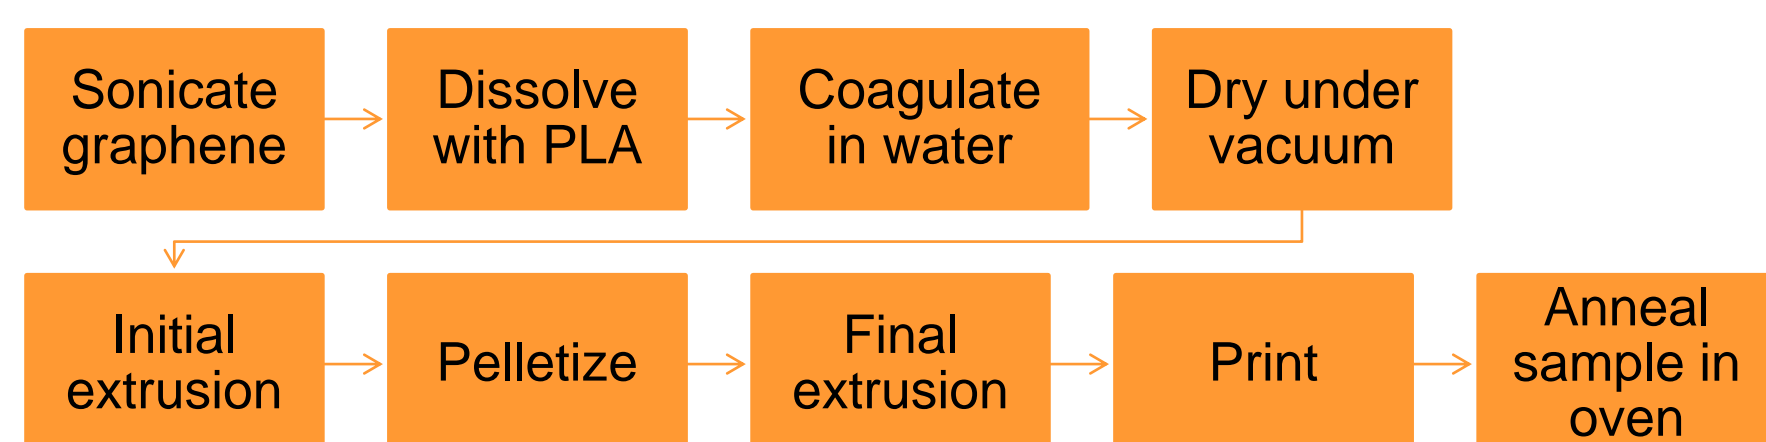 Sonicate
graphene
Dissolve
with PLA
Coagulate
in water
Dry under
vacuum
Initial
extrusion
Pelletize
Final
extrusion
Print
Anneal
sample in
oven